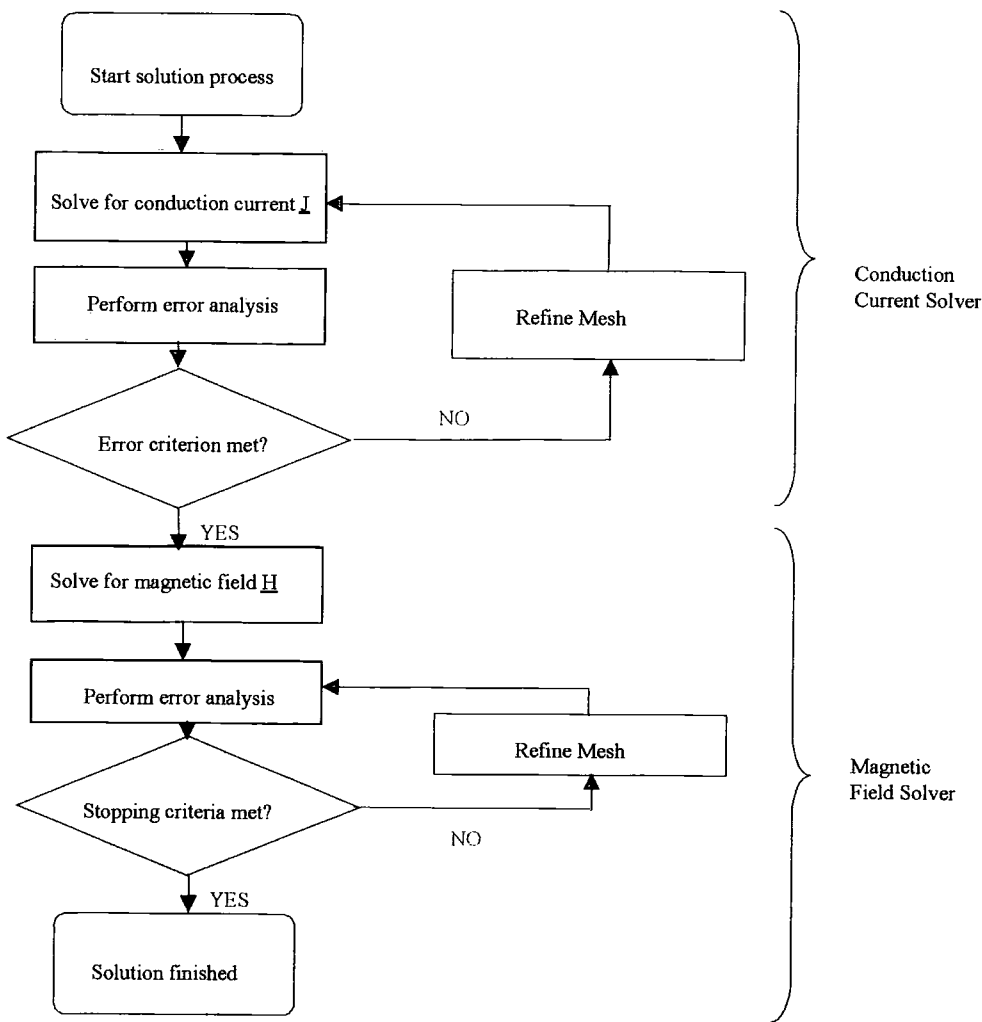 Start solution process
Solve for conduction current J
Perform error analysis
Refine Mesh
Conduction
Current Solver
Error criterion met?
NO
YES
Solve for magnetic field H
Perform error analysis
Refine Mesh
Magnetic
Field Solver
Stopping criteria met?
NO
YES
Solution finished